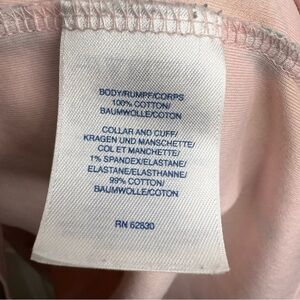 BODY/RUMPF/CORPS
100% COTTON/
BAUMWOLLE/COTON
COLLAR AND CUFF/
KRAGEN UND MANSCHETTE/
COL ET MANCHETTE/
1% SPANDEX/ELASTANE/
ELASTANE/ELASTHANNE/
99% COTTON/
BAUMWOLLE/COTON
RN 62830